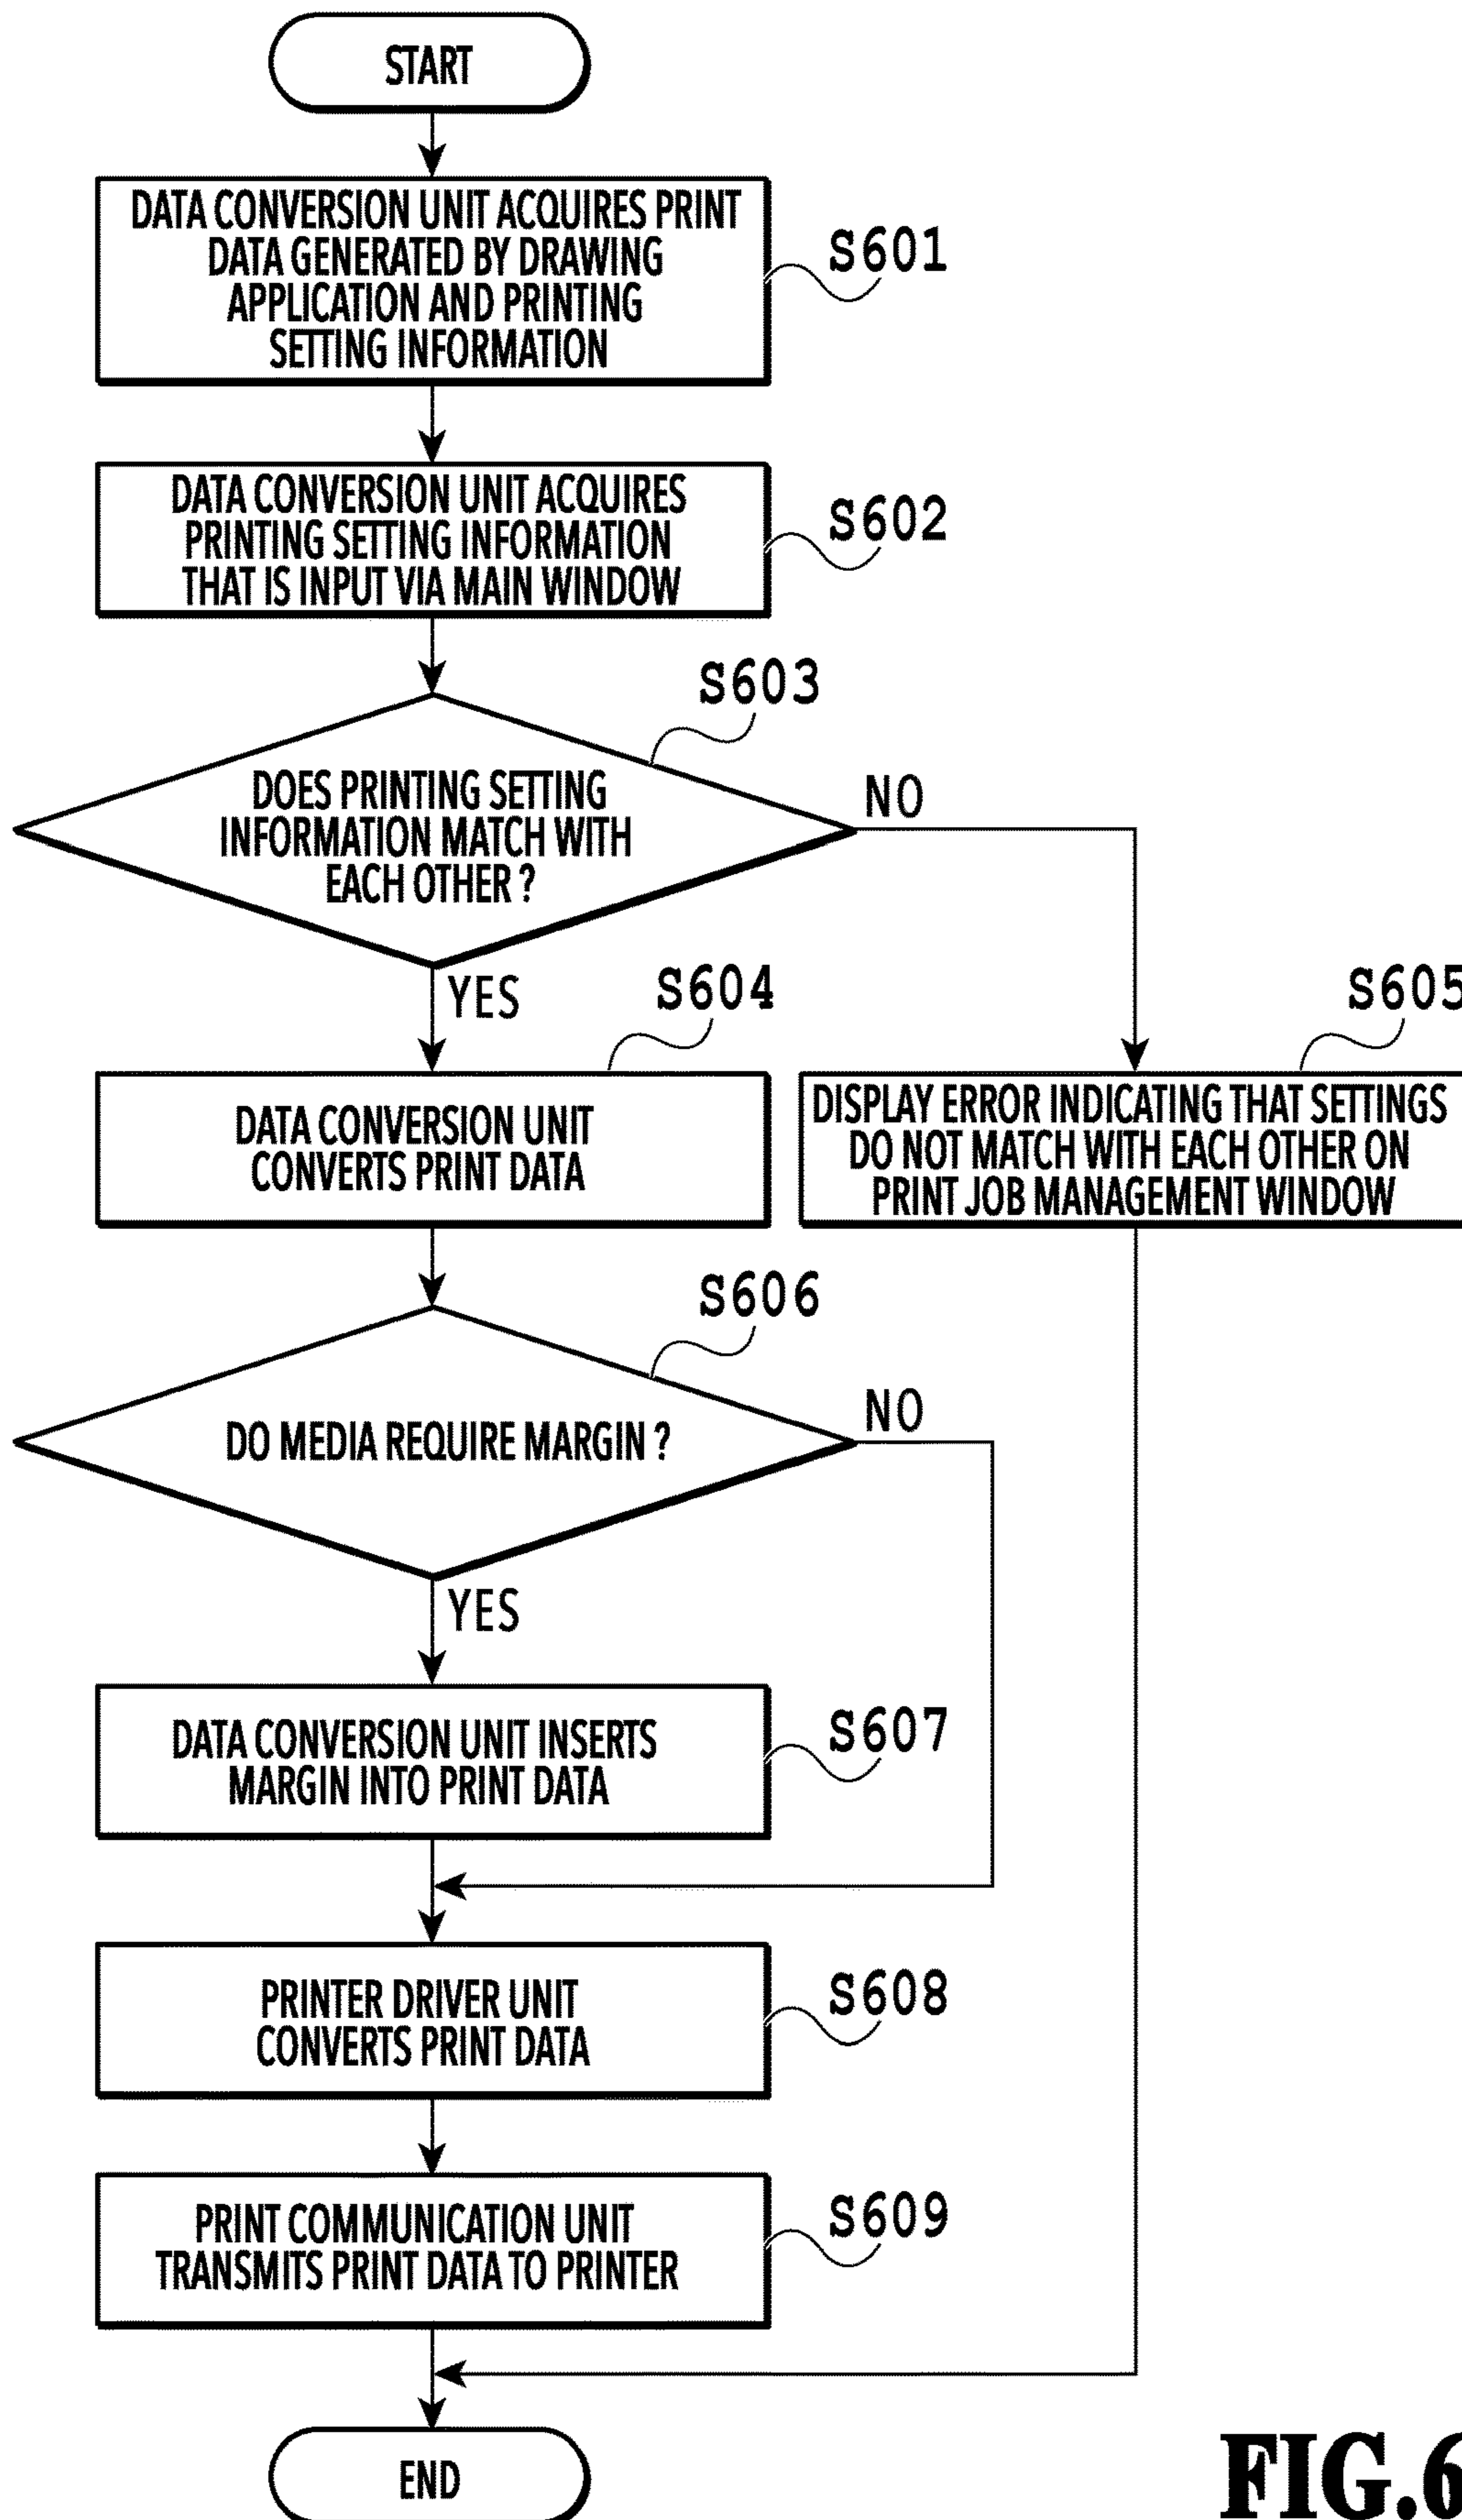 START
DATA CONVERSION UNIT ACQUIRES PRINT
DATA GENERATED BY DRAWING
APPLICATION AND PRINTING
SETTING INFORMATION
S601
DATA CONVERSION UNIT ACQUIRES
PRINTING SETTING INFORMATION
THAT IS INPUT VIA MAIN WINDOW
S602
S603
DOES PRINTING SETTING
INFORMATION MATCH WITH
EACH OTHER ?
NO
YES
S604
DATA CONVERSION UNIT
CONVERTS PRINT DATA
S605
DISPLAY ERROR INDICATING THAT SETTINGS
DO NOT MATCH WITH EACH OTHER ON
PRINT JOB MANAGEMENT WINDOW
S606
DO MEDIA REQUIRE MARGIN ?
NO
YES
DATA CONVERSION UNIT INSERTS
MARGIN INTO PRINT DATA
S607
PRINTER DRIVER UNIT
CONVERTS PRINT DATA
S608
PRINT COMMUNICATION UNIT
TRANSMITS PRINT DATA TO PRINTER
S609
END
FIG.6